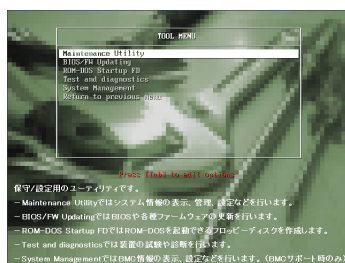 TOOL MENU
Maintenance Utility
BIOS/FW Updating
ROM-DOS Startup FD
Test and diagnostics
System Management
Return to previous menu
Press [Tab] to edit options
保守/設定用のユーティリティです。
－Maintenance Utilityではシステム情報の表示、管理、設定などを行います。
－BIOS/FW UpdatingではBIOSや各種ファームウェアの更新を行います。
－ROM-DOS Startup FDではROM-DOSを起動できるフロッピーディスクを作成します。
－Test and diagnosticsでは装置の試験や診断を行います。
－System ManagementではBMC情報の表示、設定などを行います。(BMCサポート時のみ)